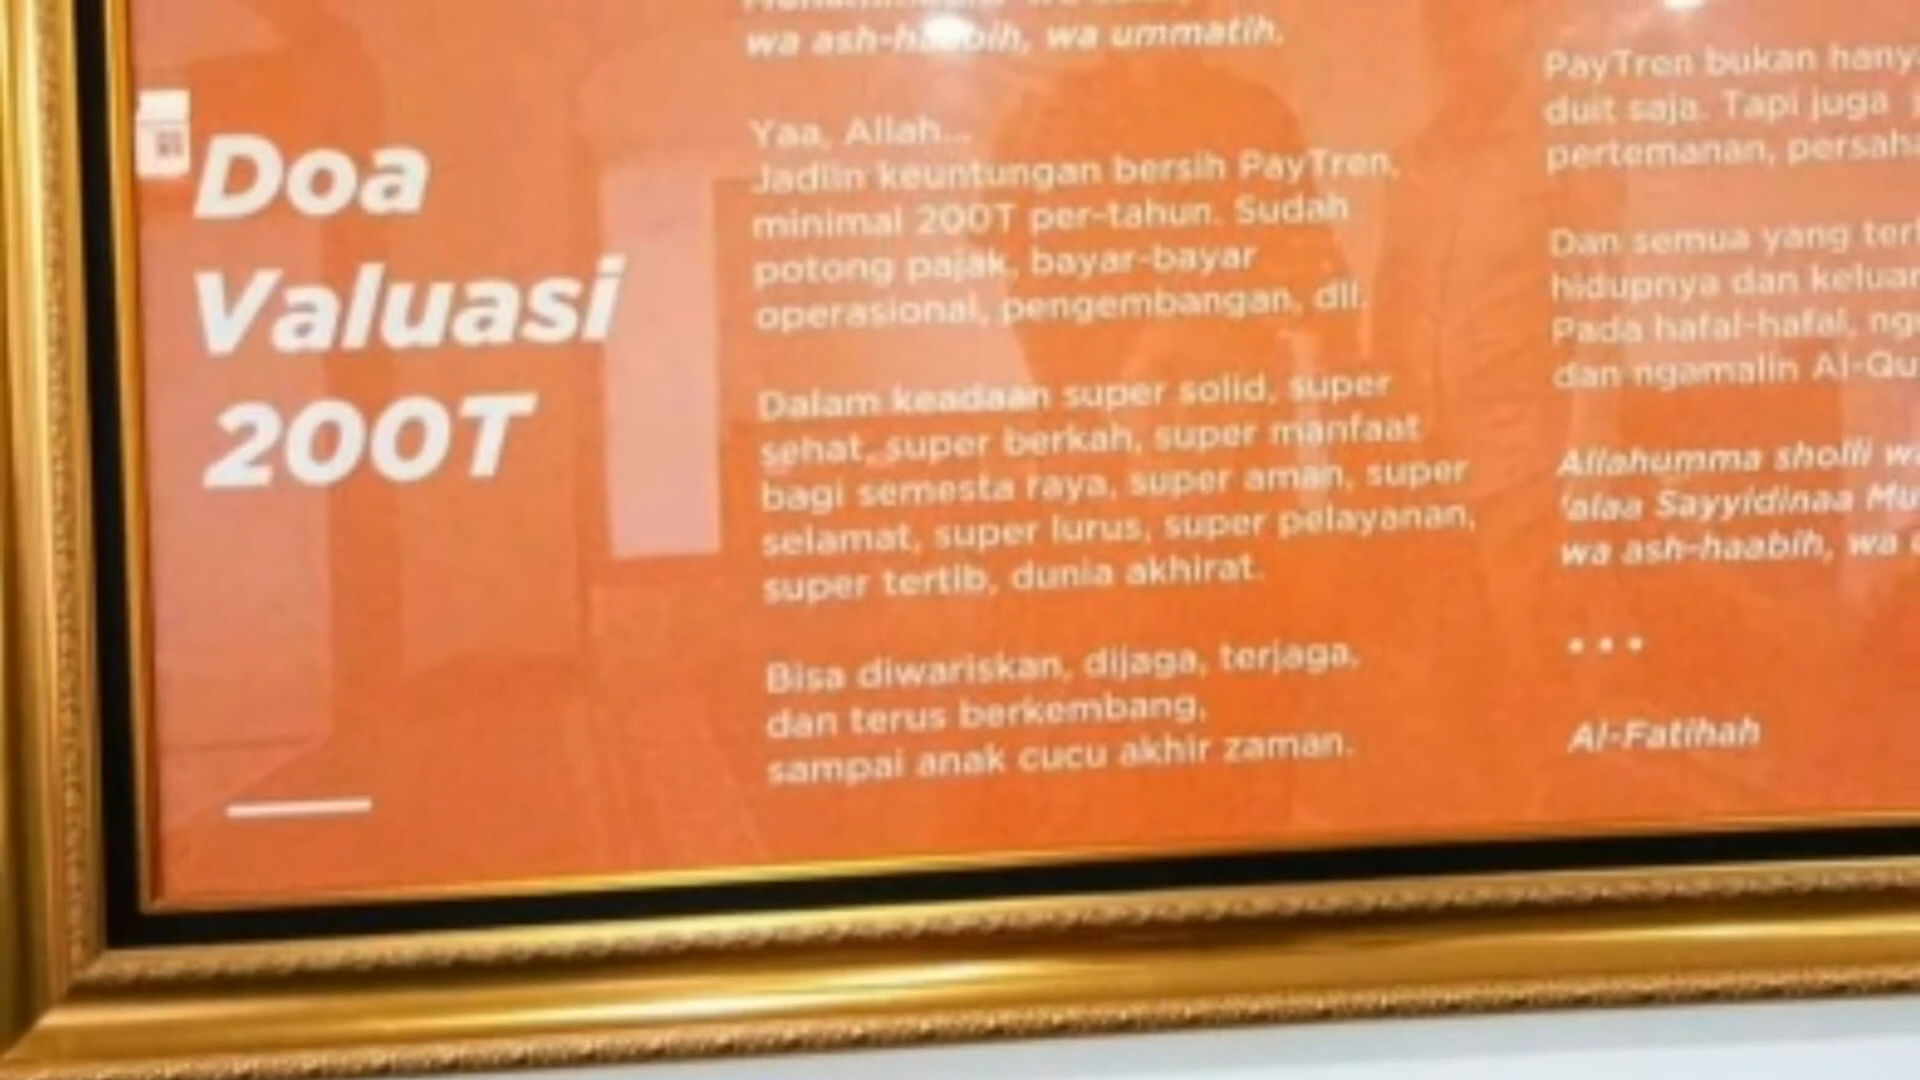 Doa
Valuasi
200T
wa ash-haabih, wa ummatih.
Yaa, Allah...
Jadiin keuntungan bersih PayTren,
minimal 200T per-tahun. Sudah
potong pajak, bayar-bayar
operasional, pengembangan, dll.
Dalam keadaan super solid, super
sehat, super berkah, super manfaat
bagi semesta raya, super aman, super
selamat, super lurus, super pelayanan,
super tertib, dunia akhirat.
Bisa diwariskan, dijaga, terjaga,
dan terus berkembang,
sampai anak cucu akhir zaman.
PayTren bukan hany
duit saja. Tapi juga
pertemanan, persaha
Dan semua yang ter
hidupnya dan keluar
Pada hafal-hafal, ng
dan ngamalin Al-Qu
Allahumma sholli w
'alaa Sayyidinaa Mu
wa ash-haabih, wa
•••
Al-Fatihah